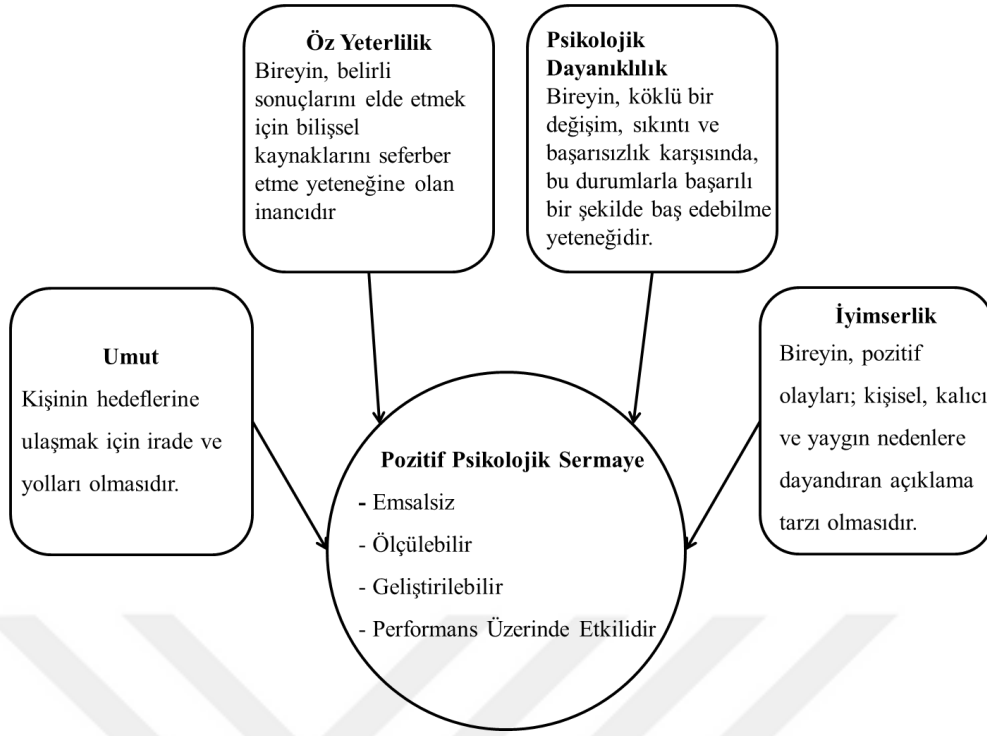 Öz Yeterlilik
Bireyin, belirli
sonuçlarını elde etmek
için bilişsel
kaynaklarını seferber
etme yeteneğine olan
inancıdır
Psikolojik
Dayanıklılık
Bireyin, köklü bir
değişim, sıkıntı ve
başarısızlık karşısında,
bu durumlarla başarılı
bir şekilde baş edebilme
yeteneğidir.
Umut
Kişinin hedeflerine
ulaşmak için irade ve
yolları olmasıdır.
İyimserlik
Bireyin, pozitif
olayları; kişisel, kalıcı
ve yaygın nedenlere
dayandıran açıklama
tarzı olmasıdır.
Pozitif Psikolojik Sermaye
- Emsalsiz
- Ölçülebilir
- Geliştirilebilir
- Performans Üzerinde Etkilidir